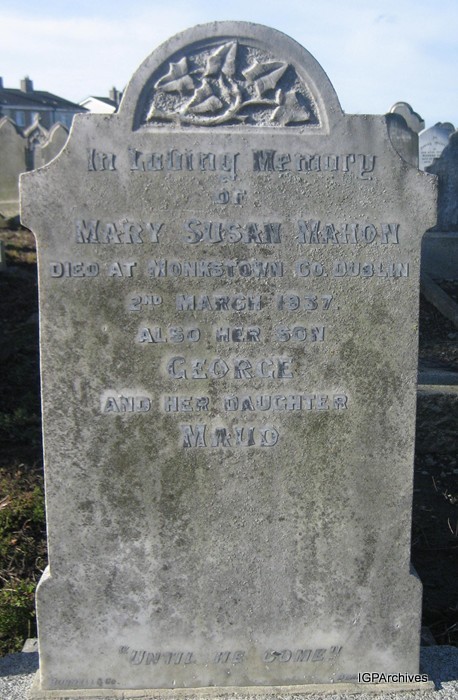 In Loving Memory
OF
MARY SUSAN MAHON
DIED AT MONKSTOWN CO. DUBLIN
2ND MARCH 1937.
ALSO HER SON
GEORGE
AND HER DAUGHTER
MAUD
"UNTIL HE COME"
IGPArchives